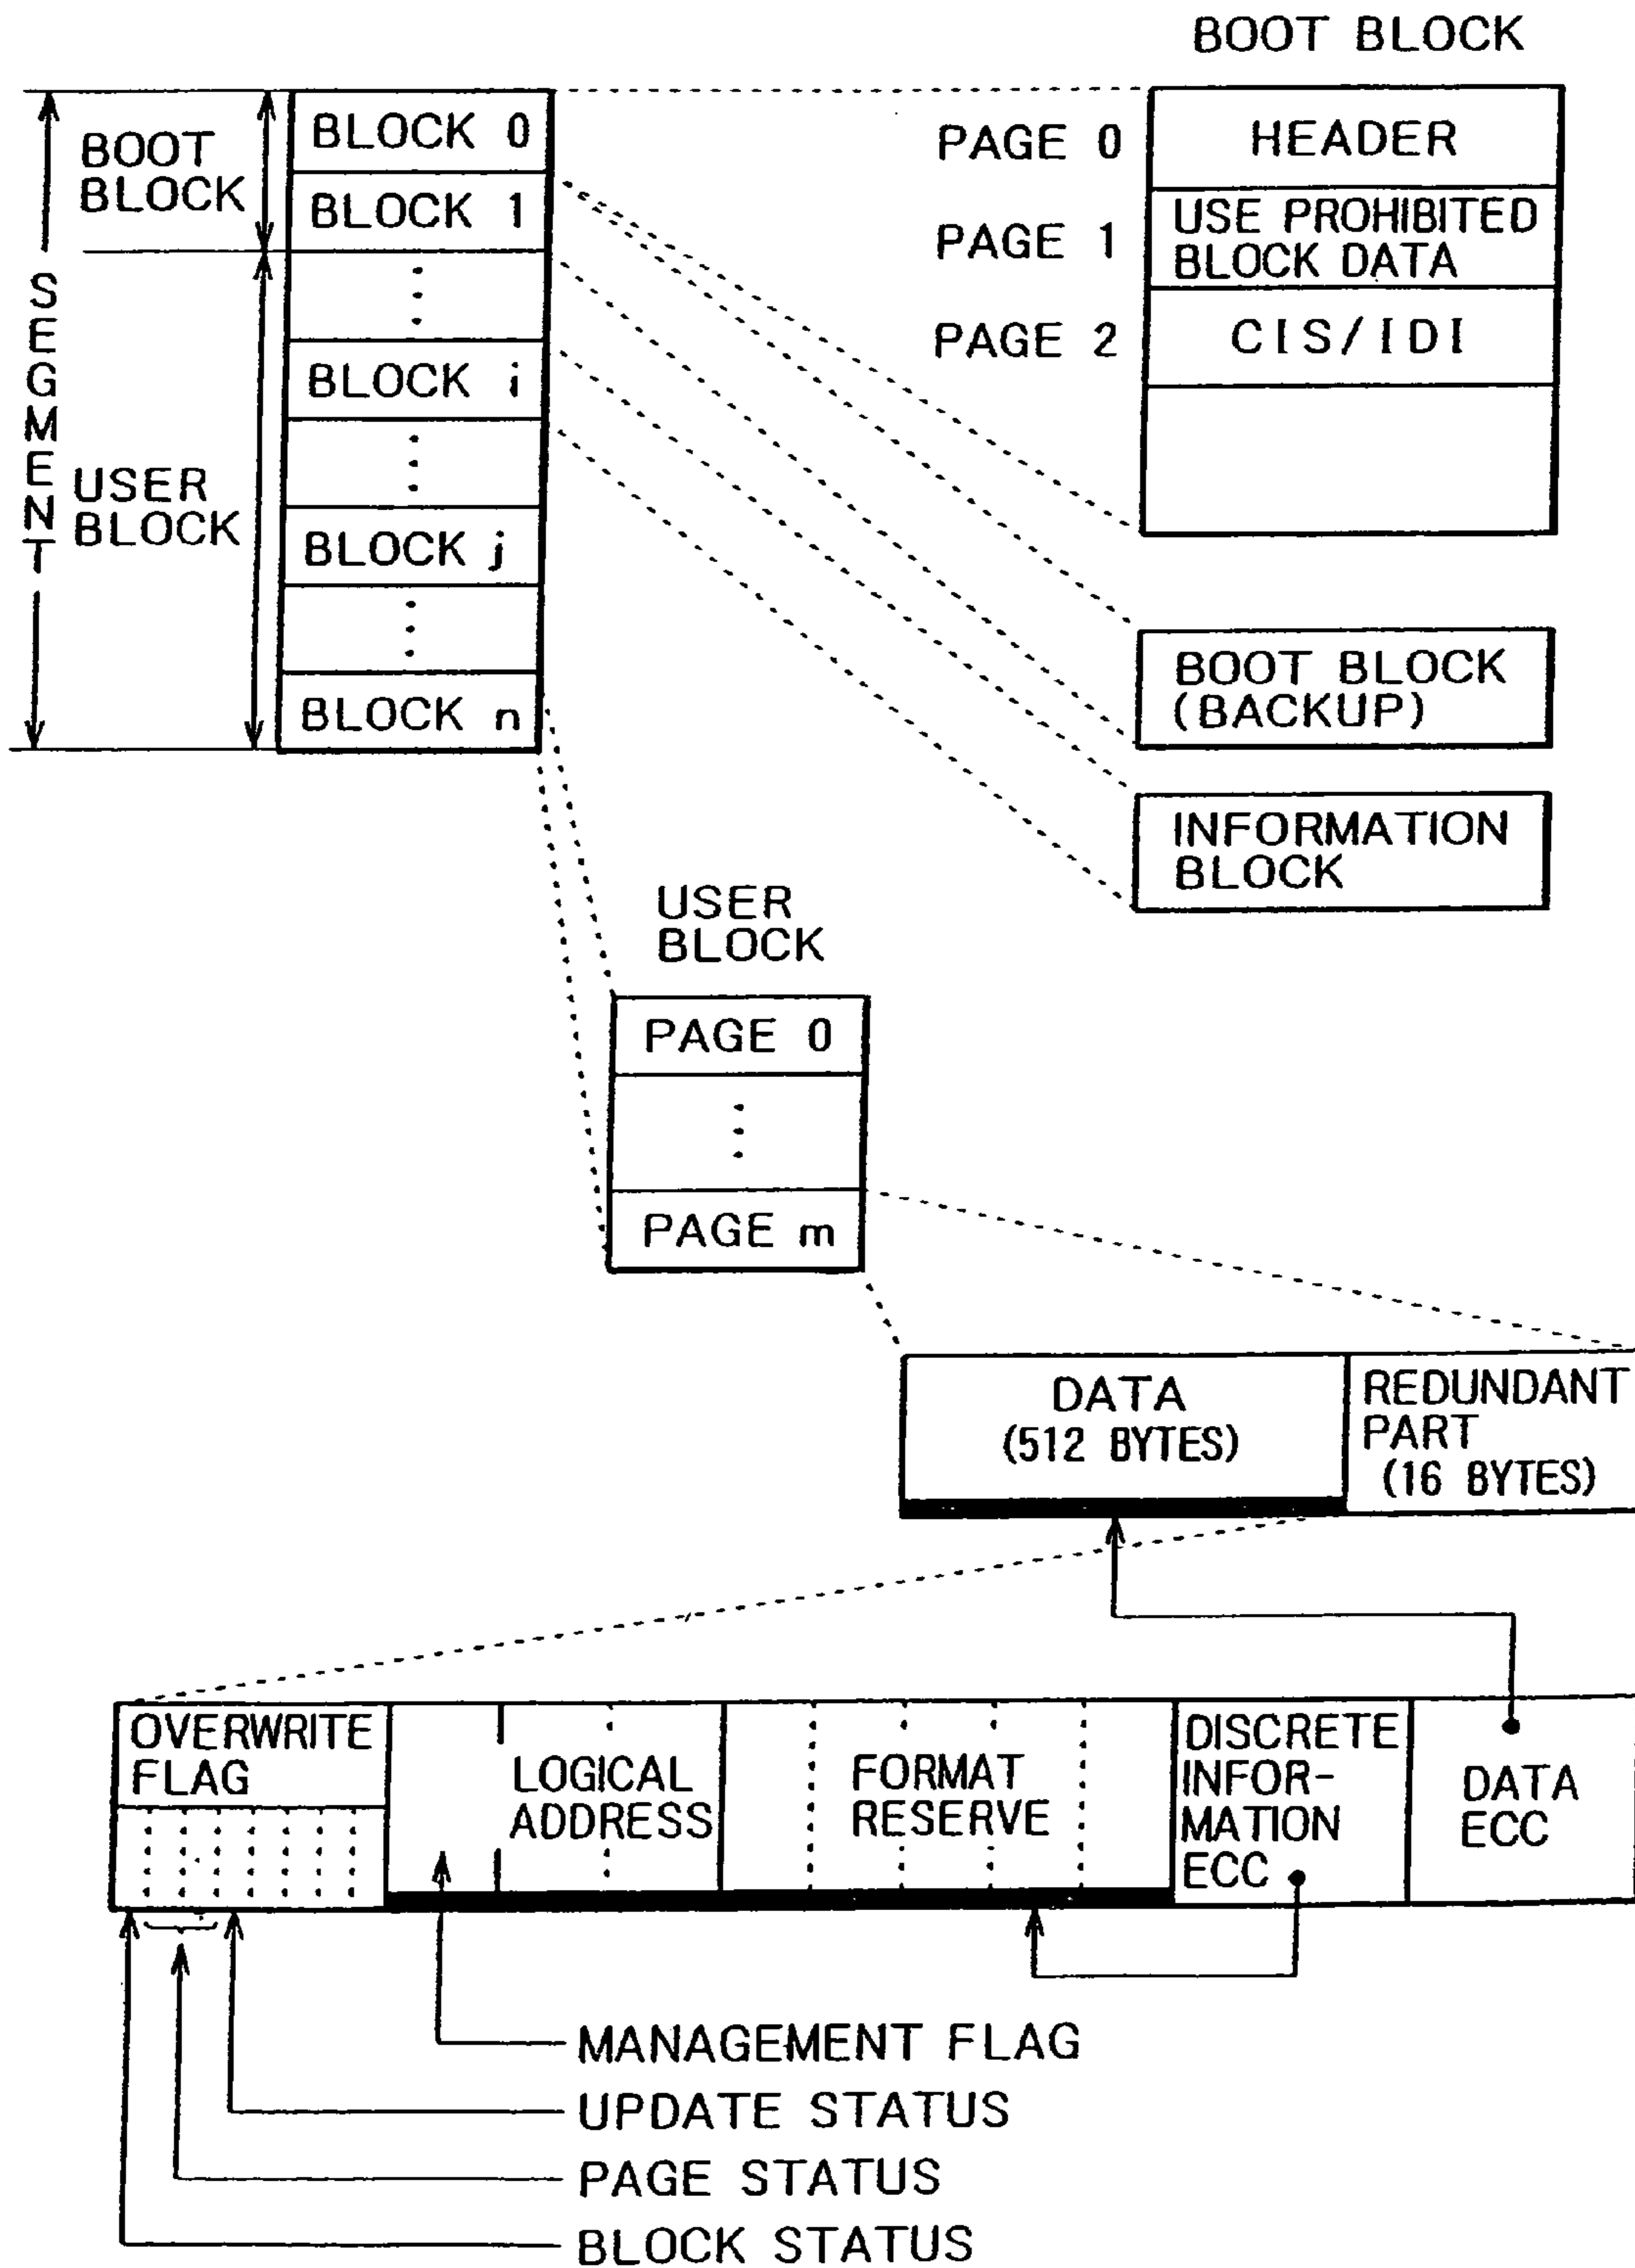 BOOT BLOCK
BLOCK 0
BLOCK 1
BLOCK i
BLOCK j
BLOCK n
BOOT
BLOCK
SEGMENT
USER
BLOCK
PAGE 0
HEADER
PAGE 1
USE PROHIBITED
BLOCK DATA
PAGE 2
CIS/IDI
BOOT BLOCK
(BACKUP)
INFORMATION
BLOCK
USER
BLOCK
PAGE 0
PAGE m
DATA
(512 BYTES)
REDUNDANT
PART
(16 BYTES)
OVERWRITE
FLAG
LOGICAL
ADDRESS
FORMAT
RESERVE
DISCRETE
INFOR-
MATION
ECC
DATA
ECC
MANAGEMENT FLAG
UPDATE STATUS
PAGE STATUS
BLOCK STATUS